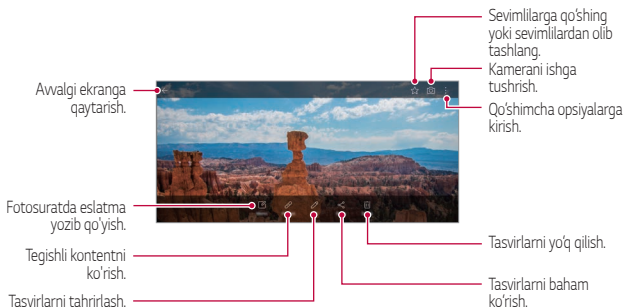 Sevimlilarga qo'shing
yoki sevimlilardan olib
tashlang.
Kamerani ishga
tushrish.
Qo'shimcha opsiyalarga
kirish.
Avvalgi ekranga
qaytarish.
Fotosuratda eslatma
yozib qo'yish.
Tegishli kontentni
ko'rish.
Tasvirlarni tahrirlash.
Tasvirlarni yo'q qilish.
Tasvirlarni baham
ko'rish.